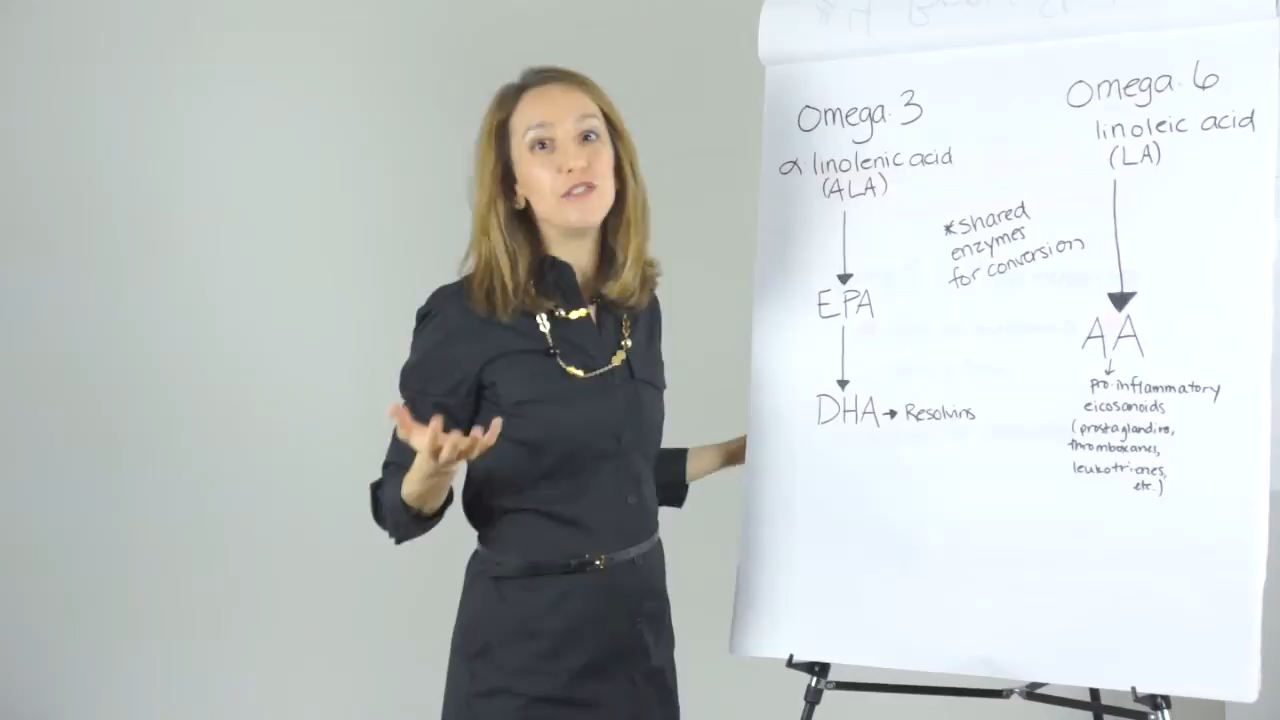 Omega·3
α·linolenic acid
(ALA)
EPA
DHA → Resolvins
*shared
enzymes
for conversion
Omega·6
linoleic acid
(LA)
AA
pro·inflammatory
eicosanoids
(prostaglandins,
thromboxanes,
leukotrienes,
etc.)